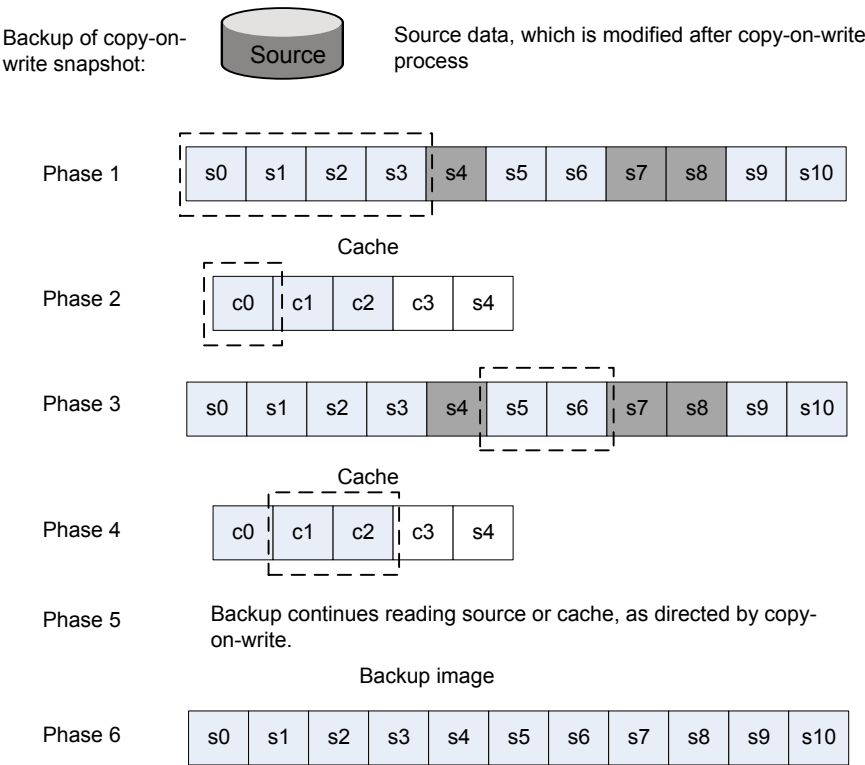 Backup of copy-on-
write snapshot:
Source
Source data, which is modified after copy-on-write
process
Phase 1
s0 s1 s2 s3 s4 s5 s6 s7 s8 s9 s10
Cache
Phase 2
c0 c1 c2 c3 s4
Phase 3
s0 s1 s2 s3 s4 s5 s6 s7 s8 s9 s10
Cache
Phase 4
c0 c1 c2 c3 s4
Phase 5
Backup continues reading source or cache, as directed by copy-
on-write.
Backup image
Phase 6
s0 s1 s2 s3 s4 s5 s6 s7 s8 s9 s10